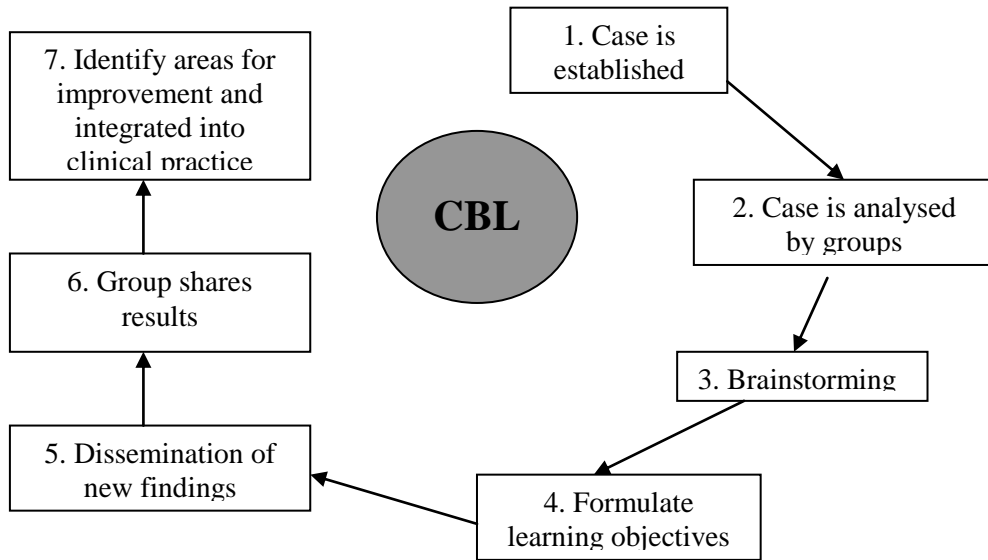 1. Case is
established
2. Case is analysed
by groups
3. Brainstorming
4. Formulate
learning objectives
5. Dissemination of
new findings
6. Group shares
results
7. Identify areas for
improvement and
integrated into
clinical practice
CBL